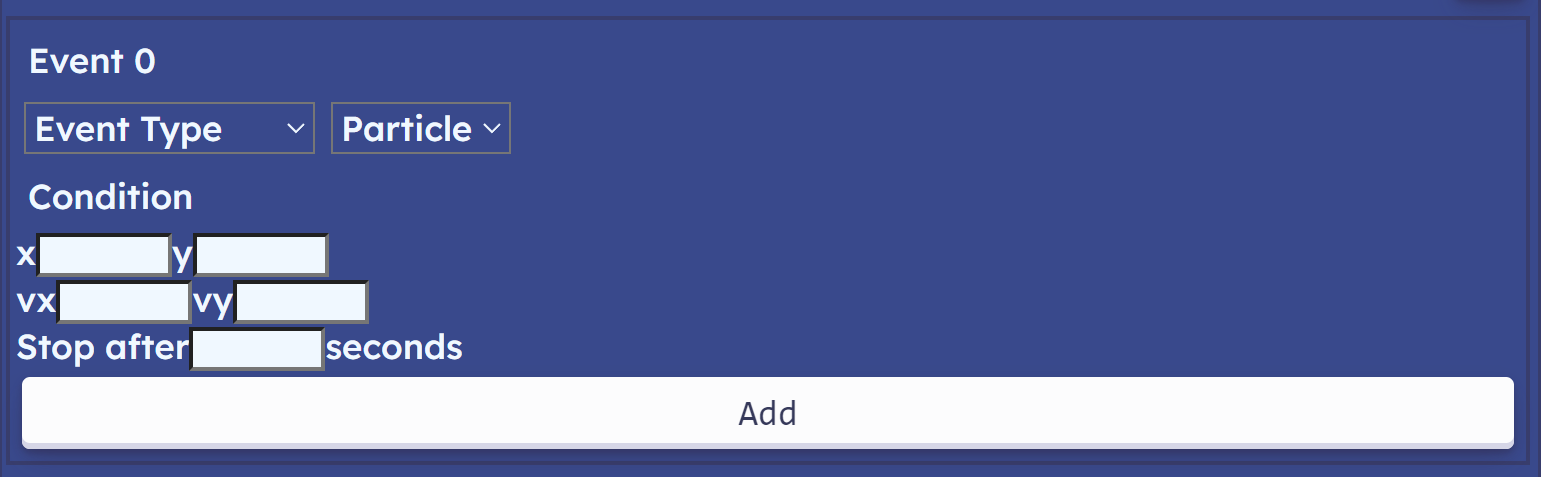 Event 0
Event Type Particle
Condition
x y
vx vy
Stop after seconds
Add